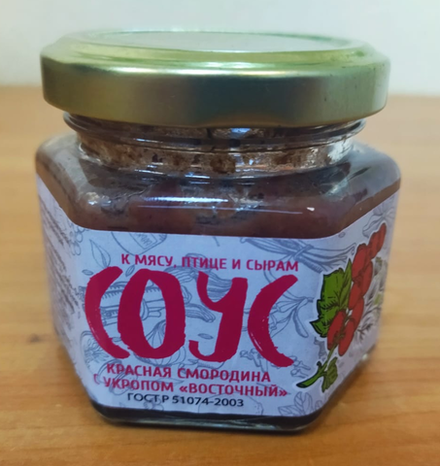 К МЯСУ, ПТИЦЕ И СЫРАМ
СОУС
КРАСНАЯ СМОРОДИНА
С УКРОПОМ «ВОСТОЧНЫЙ»
ГОСТ Р 51074-2003